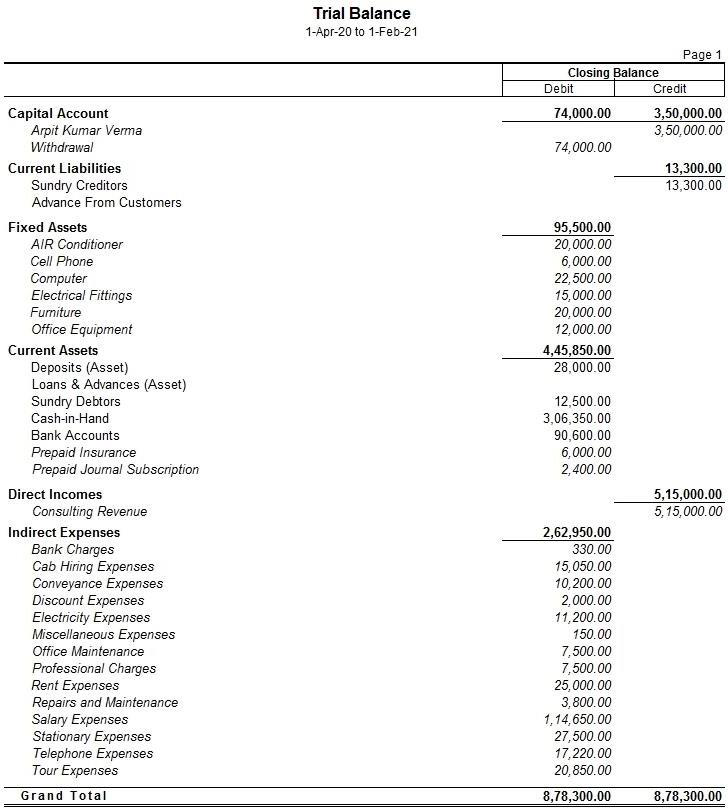 Trial Balance
1-Apr-20 to 1-Feb-21
Page 1
Closing Balance
Debit Credit
Capital Account 74,000.00 3,50,000.00
Arpit Kumar Verma 3,50,000.00
Withdrawal 74,000.00
Current Liabilities 13,300.00
Sundry Creditors 13,300.00
Advance From Customers
Fixed Assets 95,500.00
AIR Conditioner 20,000.00
Cell Phone 6,000.00
Computer 22,500.00
Electrical Fittings 15,000.00
Furniture 20,000.00
Office Equipment 12,000.00
Current Assets 4,45,850.00
Deposits (Asset) 28,000.00
Loans & Advances (Asset)
Sundry Debtors 12,500.00
Cash-in-Hand 3,06,350.00
Bank Accounts 90,600.00
Prepaid Insurance 6,000.00
Prepaid Journal Subscription 2,400.00
Direct Incomes 5,15,000.00
Consulting Revenue 5,15,000.00
Indirect Expenses 2,62,950.00
Bank Charges 330.00
Cab Hiring Expenses 15,050.00
Conveyance Expenses 10,200.00
Discount Expenses 2,000.00
Electricity Expenses 11,200.00
Miscellaneous Expenses 150.00
Office Maintenance 7,500.00
Professional Charges 7,500.00
Rent Expenses 25,000.00
Repairs and Maintenance 3,800.00
Salary Expenses 1,14,650.00
Stationary Expenses 27,500.00
Telephone Expenses 17,220.00
Tour Expenses 20,850.00
Grand Total 8,78,300.00 8,78,300.00